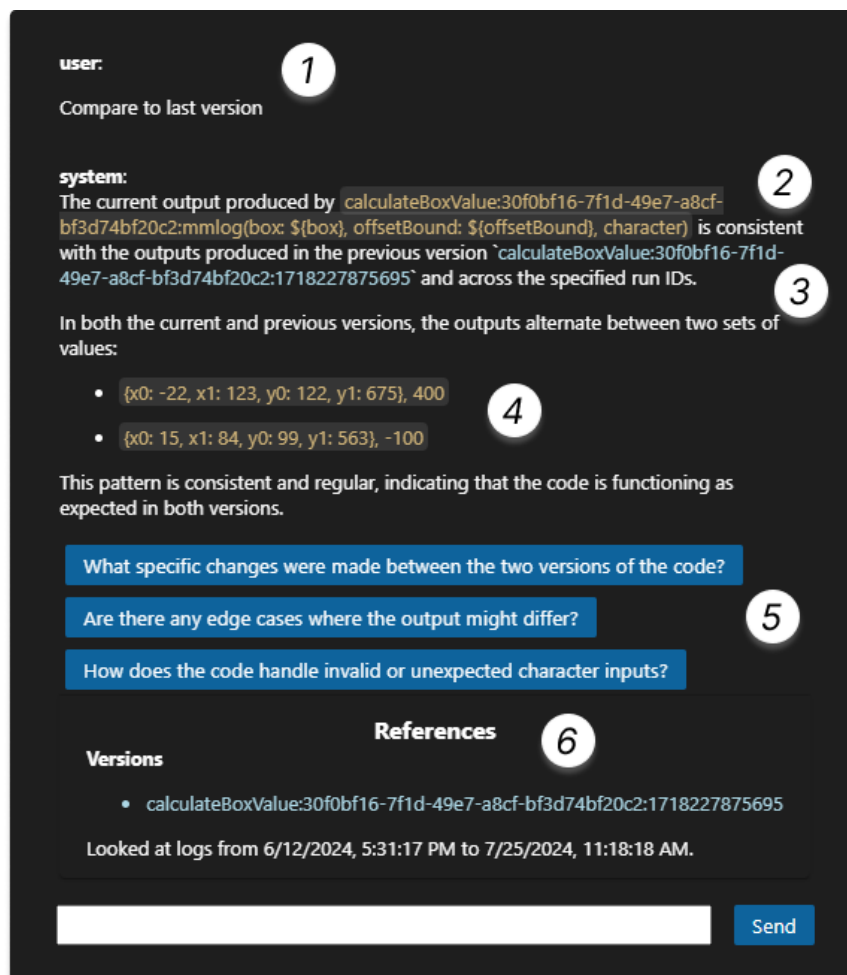 user:
1
Compare to last version
system:
2
The current output produced by calculateBoxValue:30f0bf16-7f1d-49e7-a8cf-
bf3d74bf20c2:mmlog(box: ${box}, offsetBound: ${offsetBound}, character) is consistent
with the outputs produced in the previous version `calculateBoxValue:30f0bf16-7f1d-
49e7-a8cf-bf3d74bf20c2:1718227875695` and across the specified run IDs.
3
In both the current and previous versions, the outputs alternate between two sets of
values:
• {x0: -22, x1: 123, y0: 122, y1: 675}, 400
4
• {x0: 15, x1: 84, y0: 99, y1: 563}, -100
This pattern is consistent and regular, indicating that the code is functioning as
expected in both versions.
What specific changes were made between the two versions of the code?
Are there any edge cases where the output might differ?
5
How does the code handle invalid or unexpected character inputs?
References
6
Versions
• calculateBoxValue:30f0bf16-7f1d-49e7-a8cf-bf3d74bf20c2:1718227875695
Looked at logs from 6/12/2024, 5:31:17 PM to 7/25/2024, 11:18:18 AM.
Send